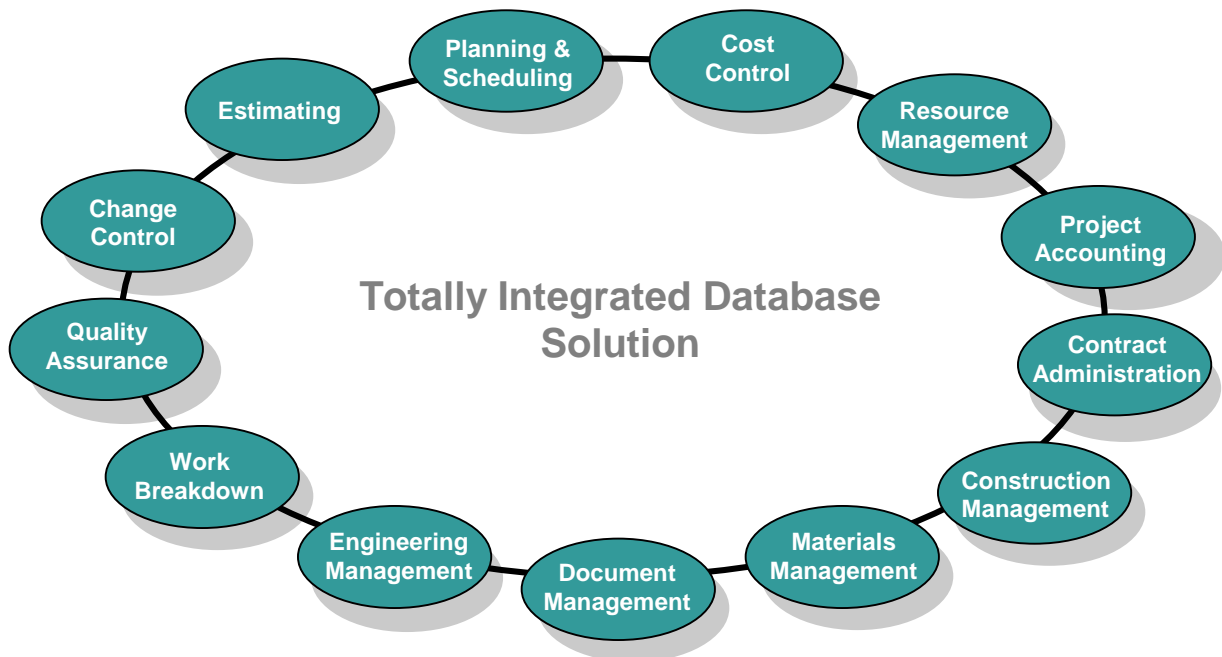 Planning &
Scheduling
Cost
Control
Estimating
Resource
Management
Change
Control
Project
Accounting
Totally Integrated Database
Solution
Quality
Assurance
Contract
Administration
Work
Breakdown
Construction
Management
Engineering
Management
Document
Management
Materials
Management